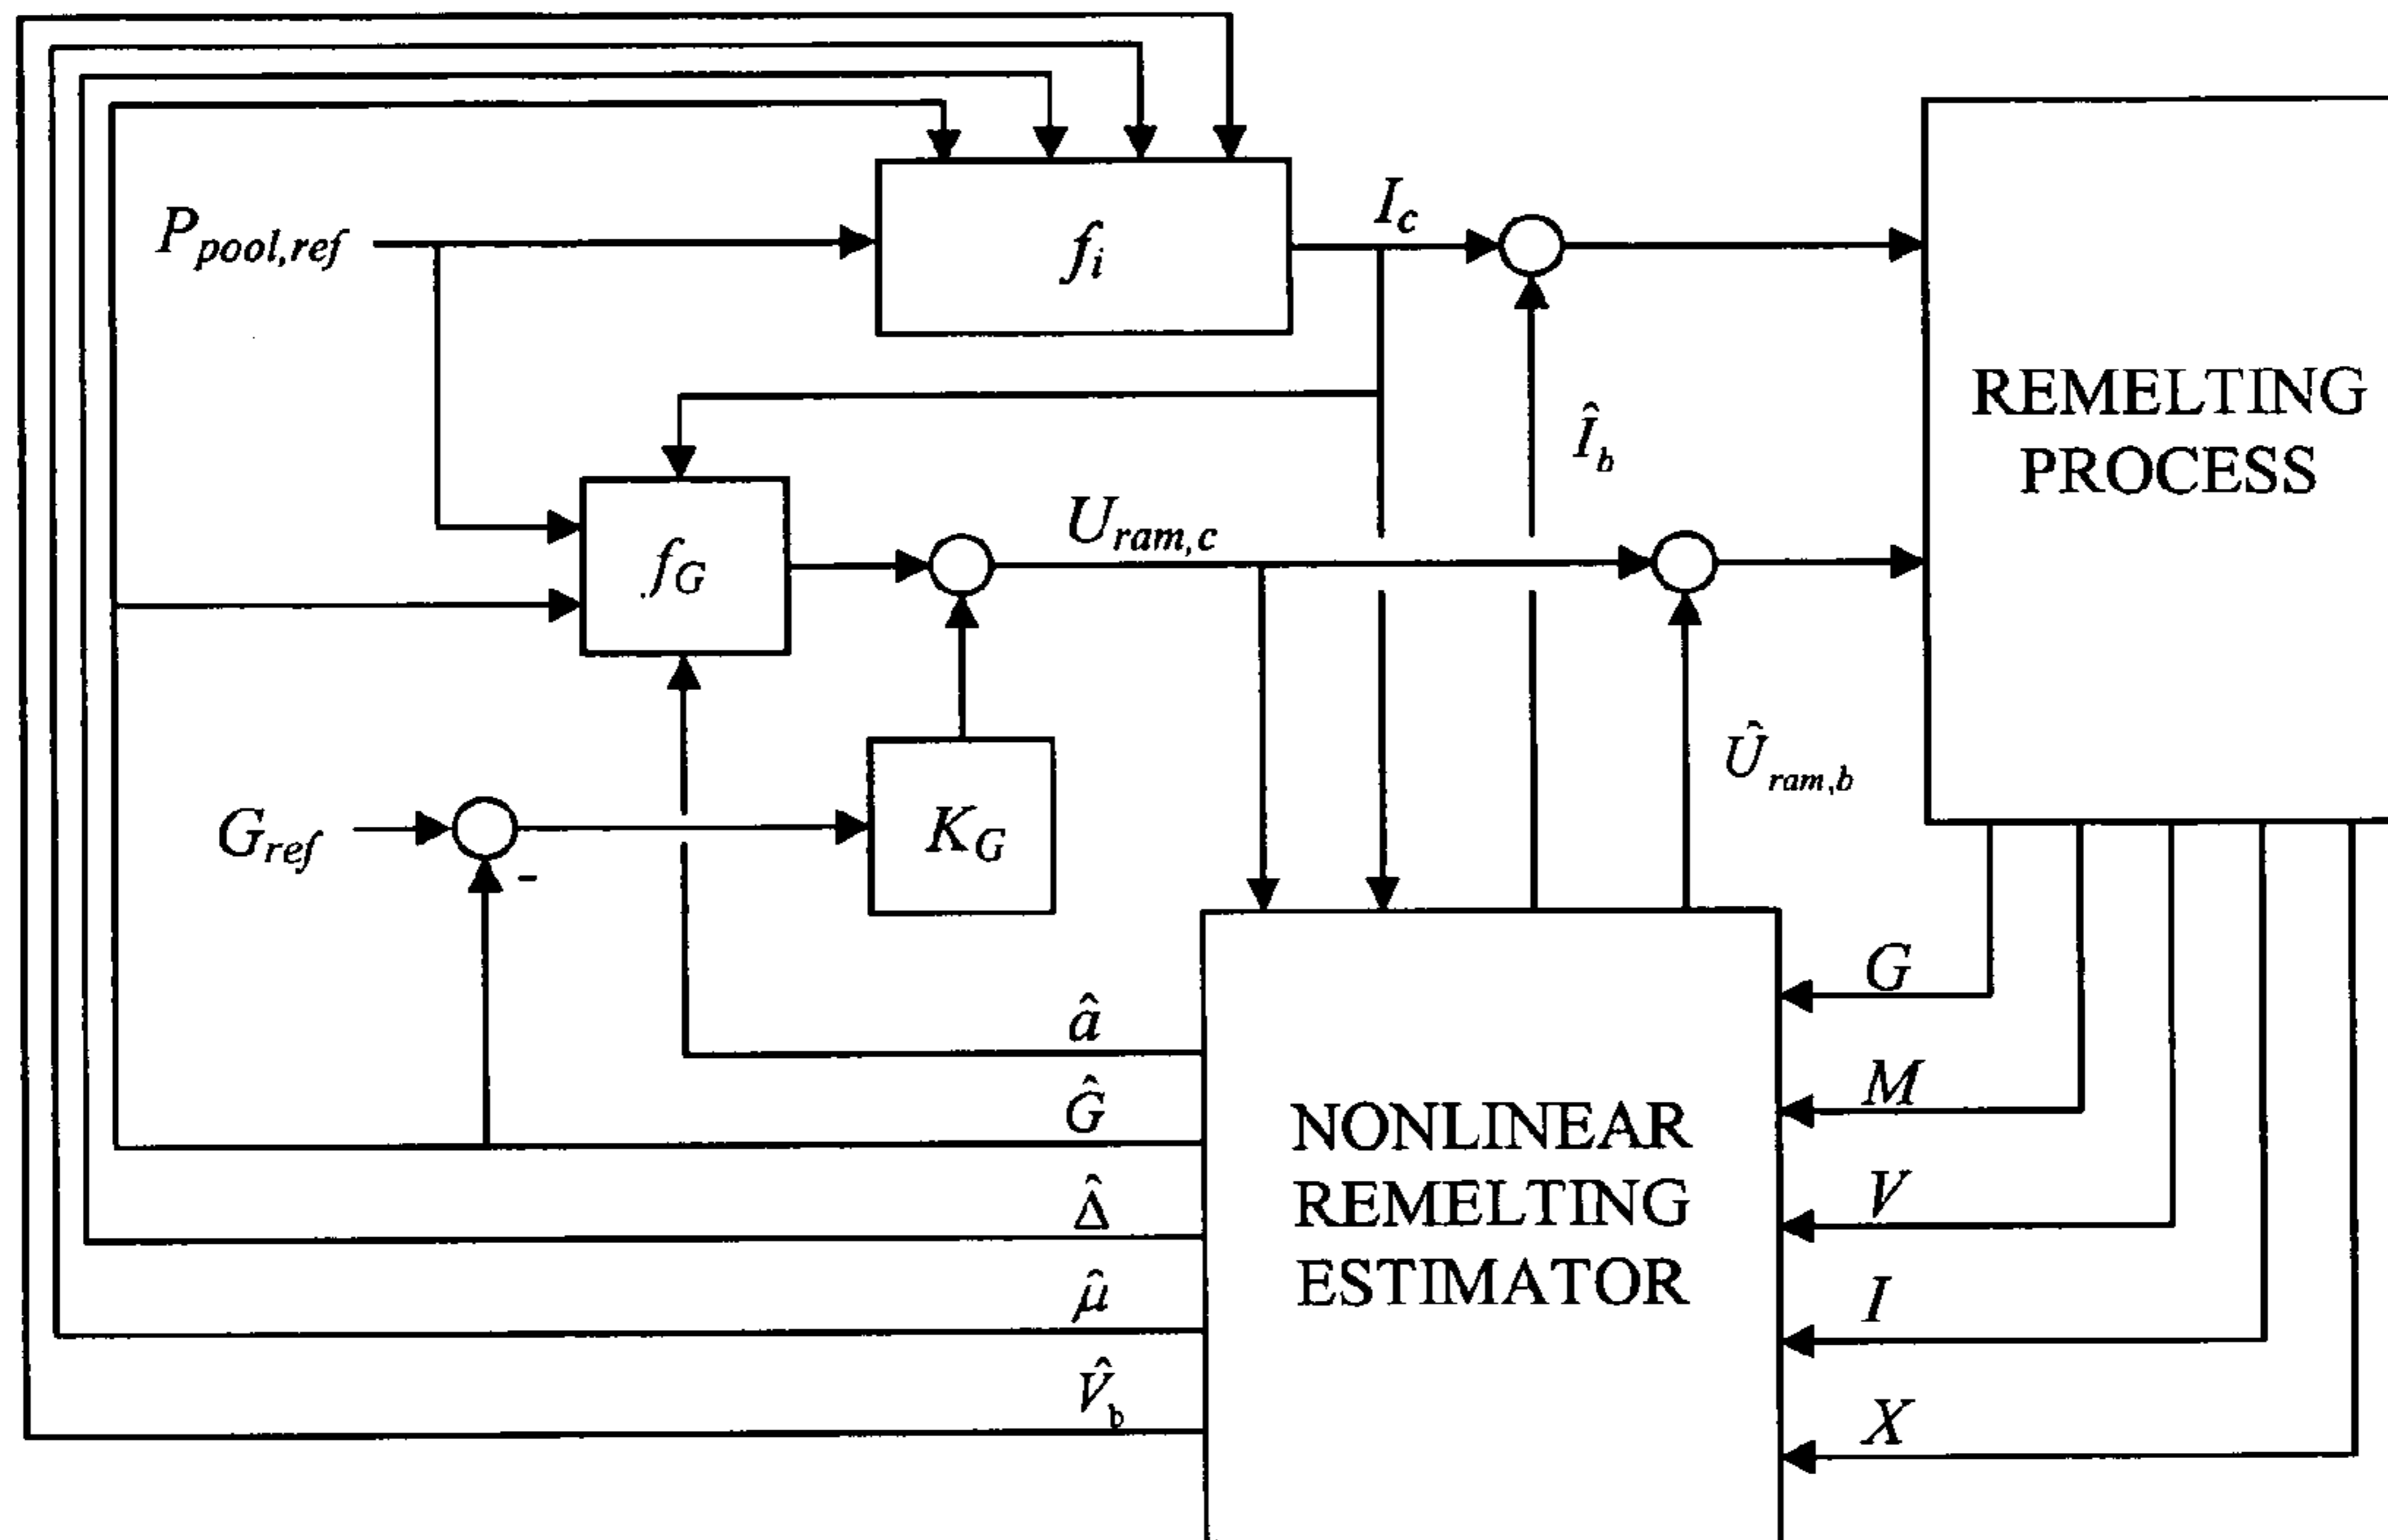 P_pool,ref
f_i
I_c
REMELTING
PROCESS
Î_b
f_G
U_ram,c
Û_ram,b
G_ref
-
K_G
G
â
M
Ĝ
NONLINEAR
REMELTING
ESTIMATOR
V
Δ̂
I
μ̂
X
V̂_b